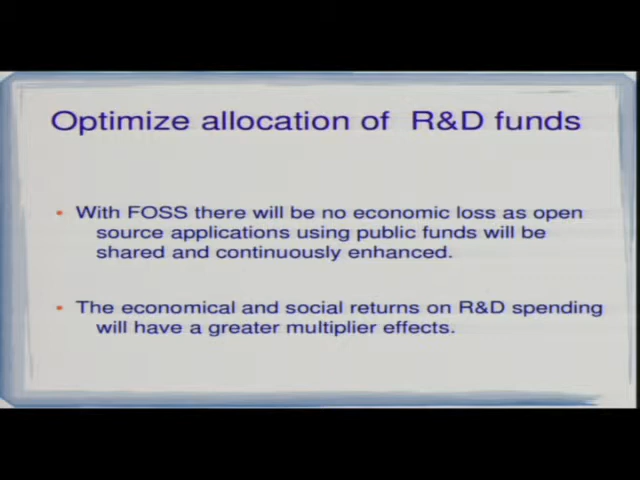 Optimize allocation of R&D funds
• With FOSS there will be no economic loss as open
source applications using public funds will be
shared and continuously enhanced.
• The economical and social returns on R&D spending
will have a greater multiplier effects.